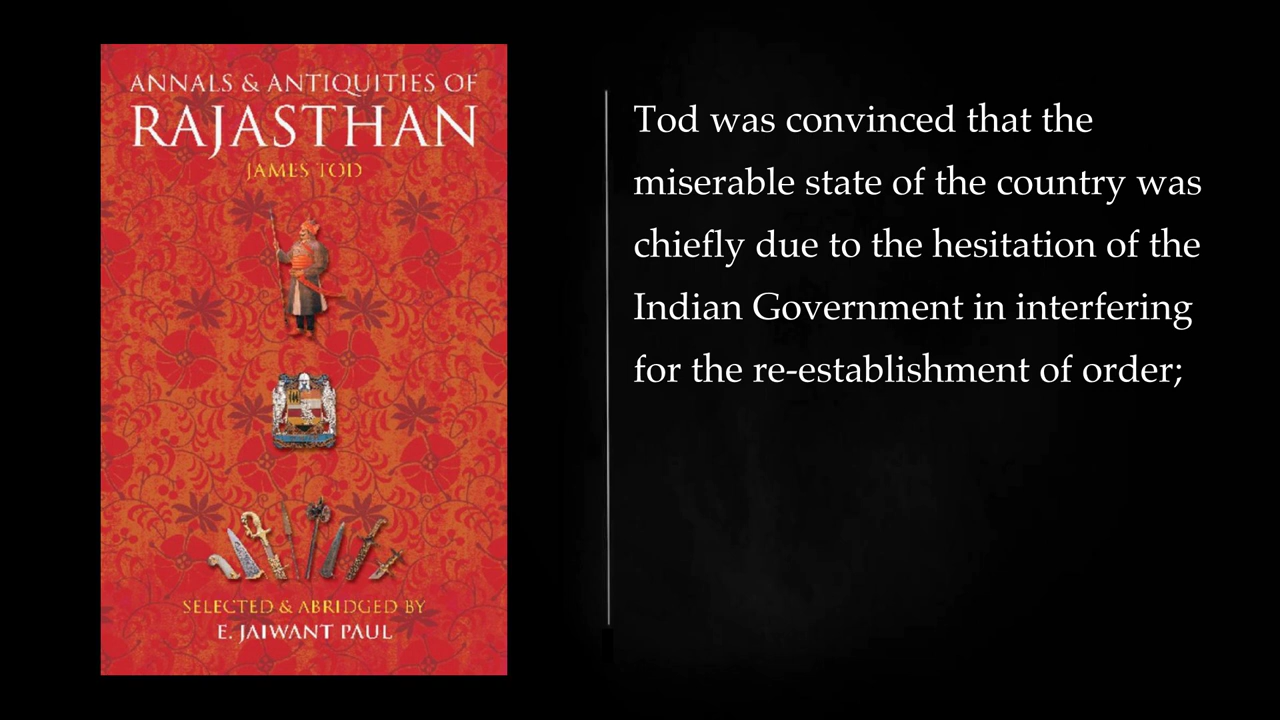 ANNALS & ANTIQUITIES OF
RAJASTHAN
JAMES TOD
SELECTED & ABRIDGED BY
E. JAIWANT PAUL
Tod was convinced that the
miserable state of the country was
chiefly due to the hesitation of the
Indian Government in interfering
for the re-establishment of order;